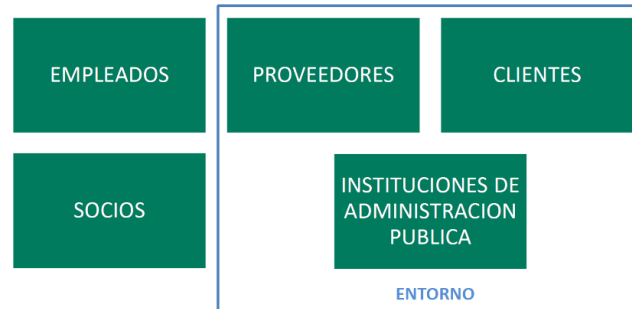 EMPLEADOS
PROVEEDORES
CLIENTES
SOCIOS
INSTITUCIONES DE
ADMINISTRACION
PUBLICA
ENTORNO